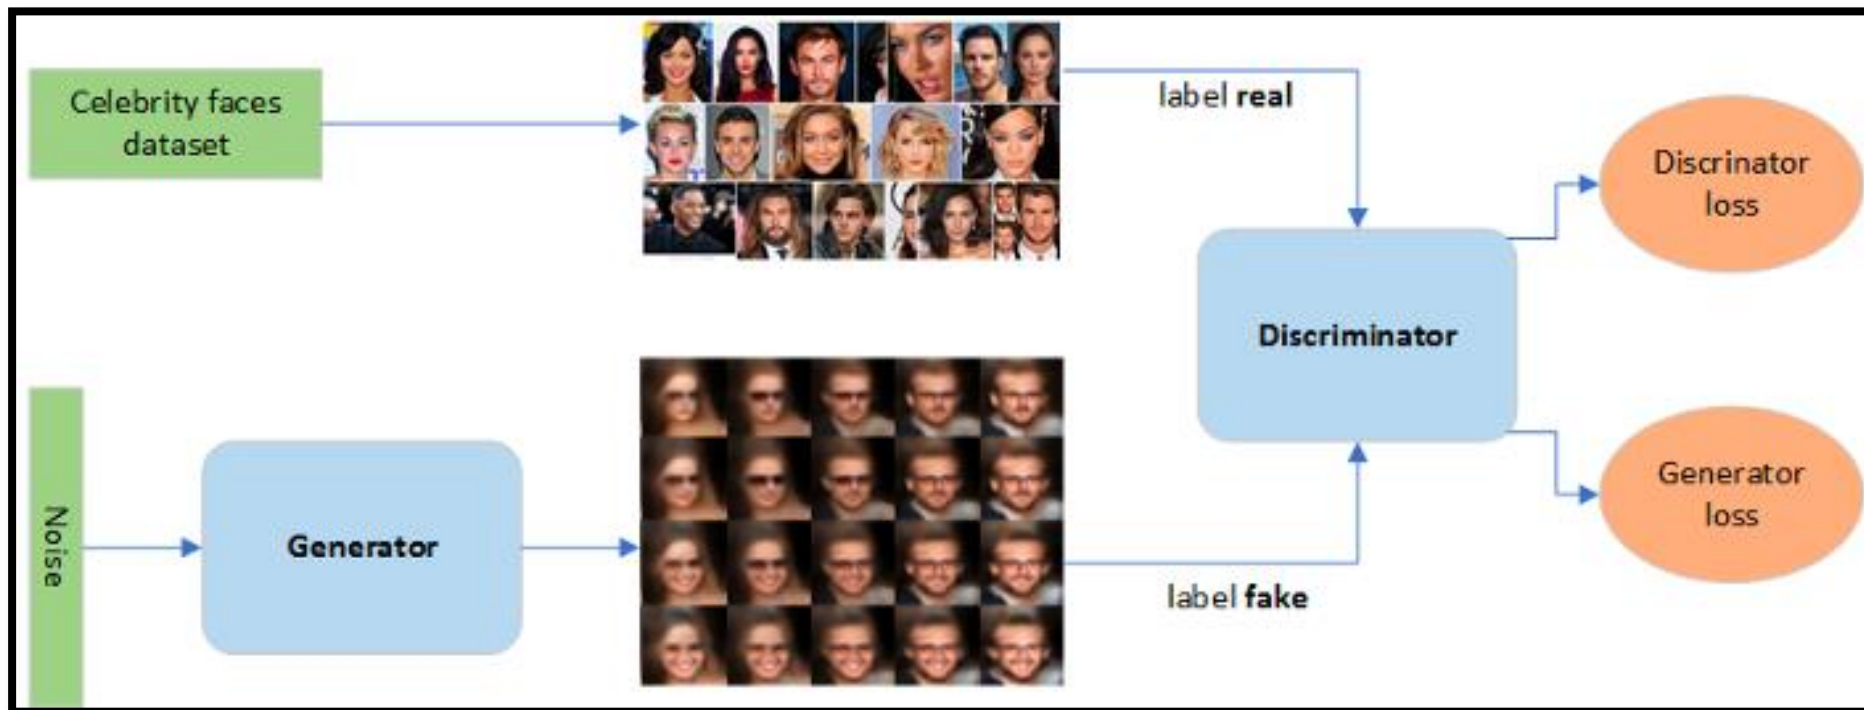 Celebrity faces
dataset
label real
Discrinator
loss
Discriminator
Noise
Generator
Generator
loss
label fake